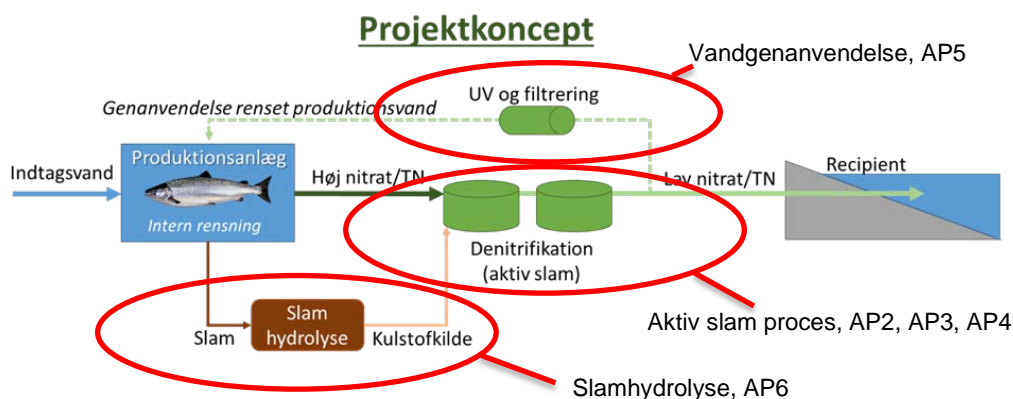 Projektkoncept
Vandgenanvendelse, AP5
UV og filtrering
Genanvendelse renset produktionsvand
Produktionsanlæg
Recipient
Indtagsvand
Høj nitrat/TN
Lav nitrat/TN
Intern rensning
Denitrifikation
(aktiv slam)
Slam
hydrolyse
Slam
Kulstofkilde
Aktiv slam proces, AP2, AP3, AP4
Slamhydrolyse, AP6